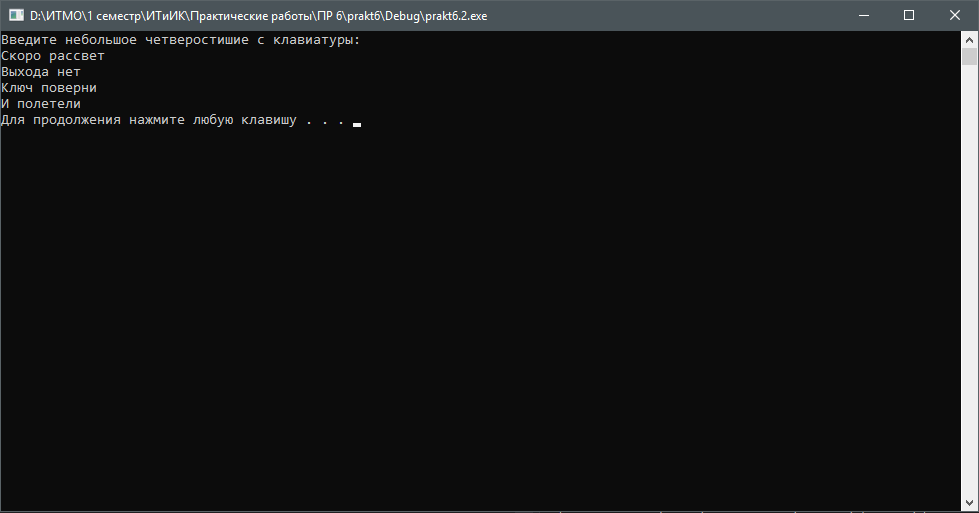 D:\ИТМО\1 семестр\ИТиИК\Практические работы\ПР 6\prakt6\Debug\prakt6.2.exe
Введите небольшое четверостишие с клавиатуры:
Скоро рассвет
Выхода нет
Ключ поверни
И полетели
Для продолжения нажмите любую клавишу . . .